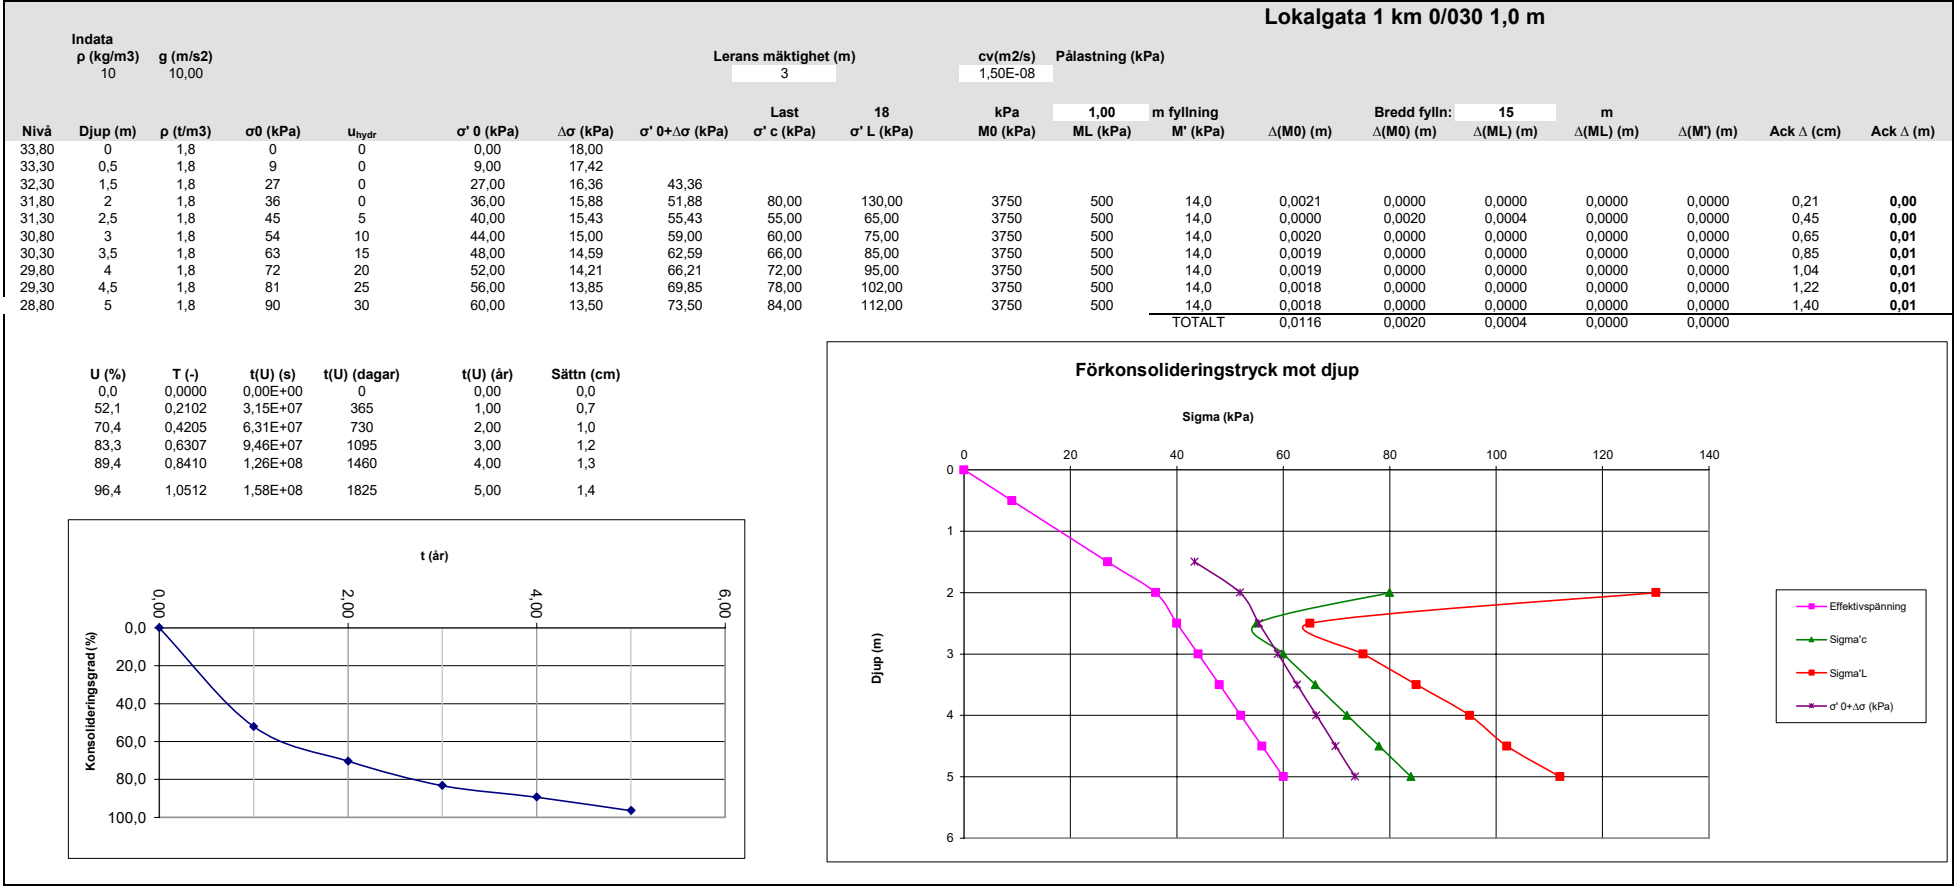 Lokalgata 1 km 0/030 1,0 m
Indata
ρ (kg/m3) g (m/s2) Lerans mäktighet (m) cv(m2/s) Pålastning (kPa)
10 10,00 3 1,50E-08
Last 18 kPa 1,00 m fyllning Bredd fylln: 15 m
Nivå Djup (m) ρ (t/m3) σ0 (kPa) uhydr σ' 0 (kPa) Δσ (kPa) σ' 0+Δσ (kPa) σ' c (kPa) σ' L (kPa) M0 (kPa) ML (kPa) M' (kPa) Δ(M0) (m) Δ(M0) (m) Δ(ML) (m) Δ(ML) (m) Δ(M') (m) Ack Δ (cm) Ack Δ (m)
33,80 0 1,8 0 0 0,00 18,00
33,30 0,5 1,8 9 0 9,00 17,42
32,30 1,5 1,8 27 0 27,00 16,36 43,36
31,80 2 1,8 36 0 36,00 15,88 51,88 80,00 130,00 3750 500 14,0 0,0021 0,0000 0,0000 0,0000 0,0000 0,21 0,00
31,30 2,5 1,8 45 5 40,00 15,43 55,43 55,00 65,00 3750 500 14,0 0,0000 0,0020 0,0004 0,0000 0,0000 0,45 0,00
30,80 3 1,8 54 10 44,00 15,00 59,00 60,00 75,00 3750 500 14,0 0,0020 0,0000 0,0000 0,0000 0,0000 0,65 0,01
30,30 3,5 1,8 63 15 48,00 14,59 62,59 66,00 85,00 3750 500 14,0 0,0019 0,0000 0,0000 0,0000 0,0000 0,85 0,01
29,80 4 1,8 72 20 52,00 14,21 66,21 72,00 95,00 3750 500 14,0 0,0019 0,0000 0,0000 0,0000 0,0000 1,04 0,01
29,30 4,5 1,8 81 25 56,00 13,85 69,85 78,00 102,00 3750 500 14,0 0,0018 0,0000 0,0000 0,0000 0,0000 1,22 0,01
28,80 5 1,8 90 30 60,00 13,50 73,50 84,00 112,00 3750 500 14,0 0,0018 0,0000 0,0000 0,0000 0,0000 1,40 0,01
TOTALT 0,0116 0,0020 0,0004 0,0000 0,0000
U (%) T (-) t(U) (s) t(U) (dagar) t(U) (år) Sättn (cm)
0,0 0,0000 0,00E+00 0 0,00 0,0
52,1 0,2102 3,15E+07 365 1,00 0,7
70,4 0,4205 6,31E+07 730 2,00 1,0
83,3 0,6307 9,46E+07 1095 3,00 1,2
89,4 0,8410 1,26E+08 1460 4,00 1,3
96,4 1,0512 1,58E+08 1825 5,00 1,4
t (år)
0,00 2,00 4,00 6,00
Konsolideringsgrad (%)
0,0
20,0
40,0
60,0
80,0
100,0
Förkonsolideringstryck mot djup
Sigma (kPa)
0 20 40 60 80 100 120 140
Djup (m)
0
1
2
3
4
5
6
Effektivspänning
Sigma'c
Sigma'L
σ' 0+Δσ (kPa)